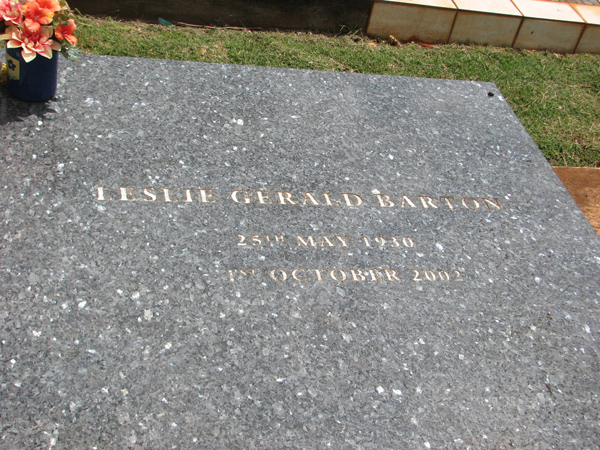 LESLIE GERALD BARTON
25TH MAY 1930
1ST OCTOBER 2002